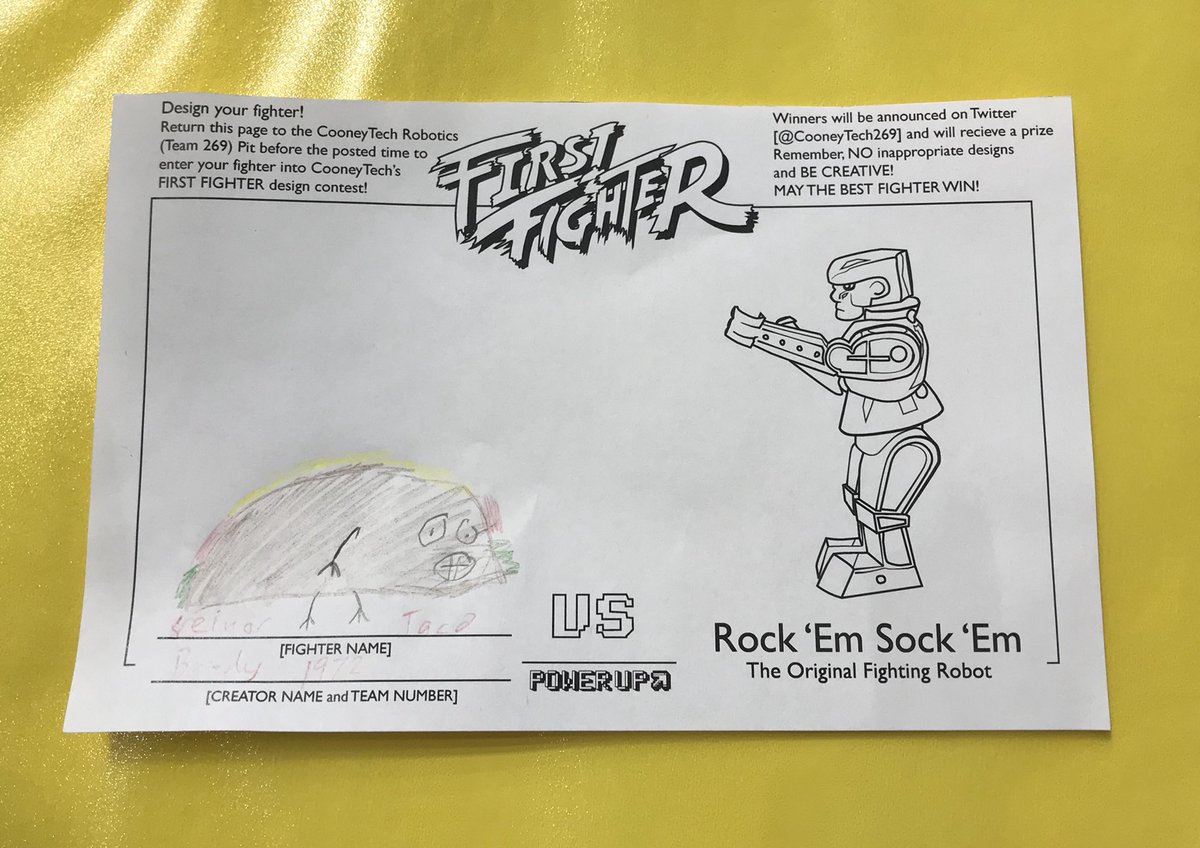 Design your fighter!
Return this page to the CooneyTech Robotics
(Team 269) Pit before the posted time to
enter your fighter into CooneyTech's
FIRST FIGHTER design contest!
FIRST
FIGHTER
Winners will be announced on Twitter
[@CooneyTech269] and will recieve a prize
Remember, NO inappropriate designs
and BE CREATIVE!
MAY THE BEST FIGHTER WIN!
Taco
[FIGHTER NAME]
1972
[CREATOR NAME and TEAM NUMBER]
VS
POWER UP
Rock 'Em Sock 'Em
The Original Fighting Robot